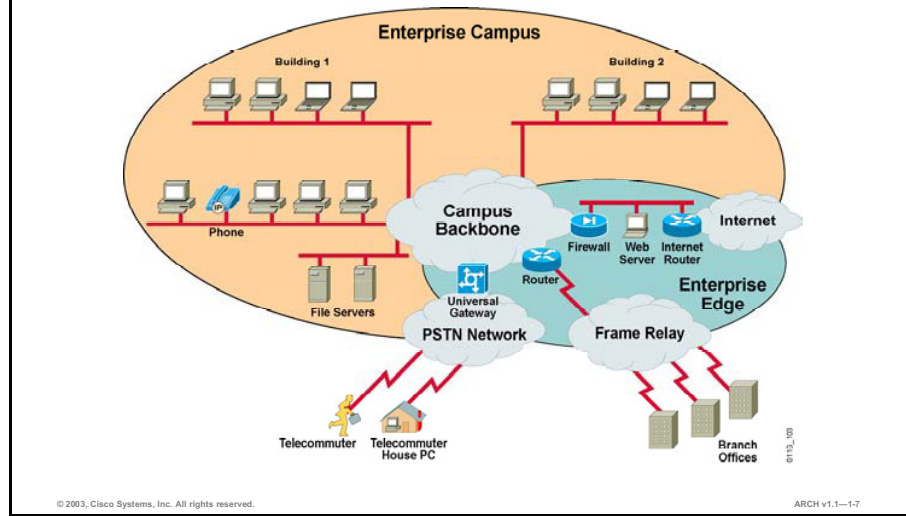 Enterprise Campus
Building 1
Building 2
IP
Phone
Campus
Backbone
Internet
Firewall
Web
Server
Internet
Router
File Servers
Universal
Gateway
Router
Enterprise
Edge
PSTN Network
Frame Relay
Telecommuter
Telecommuter
House PC
Branch
Offices
© 2003, Cisco Systems, Inc. All rights reserved.
ARCH v1.1—1-7